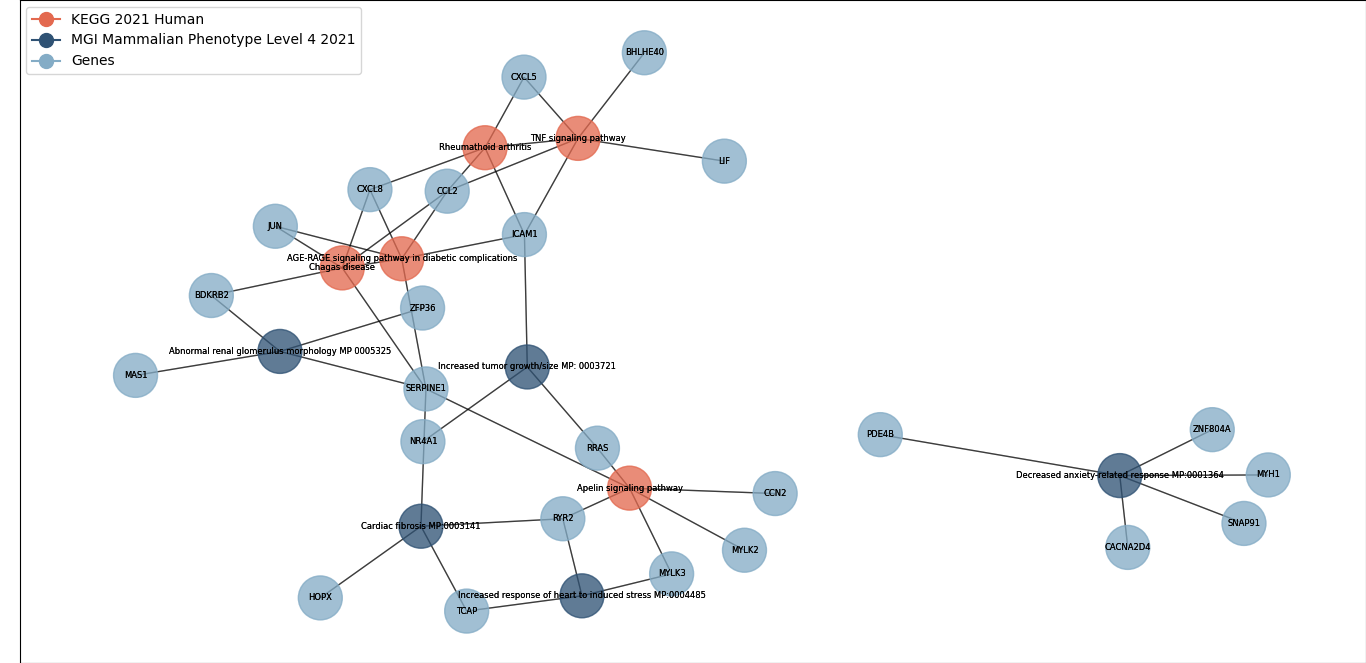 KEGG 2021 Human
MGI Mammalian Phenotype Level 4 2021
Genes
BHLHE40
CXCL5
TNF signaling pathway
Rheumathoid arthritis
LIF
CXCL8
CCL2
JUN
ICAM1
AGE-RAGE signaling pathway in diabetic complications
Chagas disease
BDKRB2
ZFP36
Abnormal renal glomerulus morphology MP 0005325
Increased tumor growth/size MP: 0003721
MAS1
SERPINE1
PDE4B
ZNF804A
NR4A1
RRAS
Decreased anxiety-related response MP:0001364
MYH1
Apelin signaling pathway
CCN2
RYR2
SNAP91
Cardiac fibrosis MP:0003141
MYLK2
CACNA2D4
MYLK3
HOPX
Increased response of heart to induced stress MP:0004485
TCAP